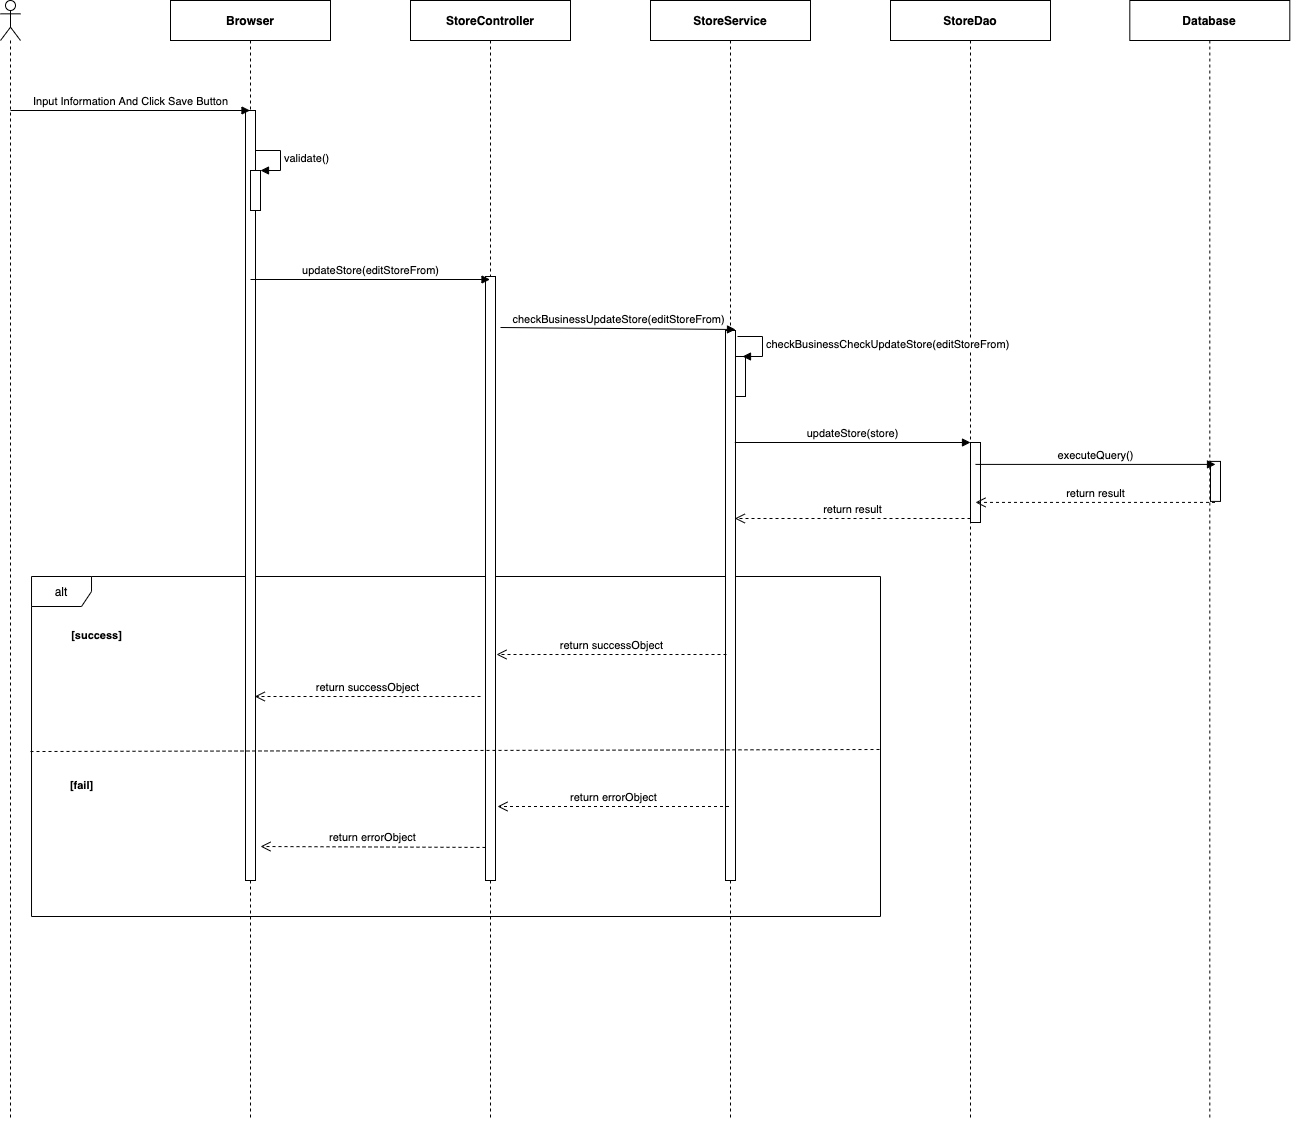 Browser
StoreController
StoreService
StoreDao
Database
Input Information And Click Save Button
validate()
updateStore(editStoreFrom)
checkBusinessUpdateStore(editStoreFrom)
checkBusinessCheckUpdateStore(editStoreFrom)
updateStore(store)
executeQuery()
return result
return result
alt
[success]
return successObject
return successObject
[fail]
return errorObject
return errorObject